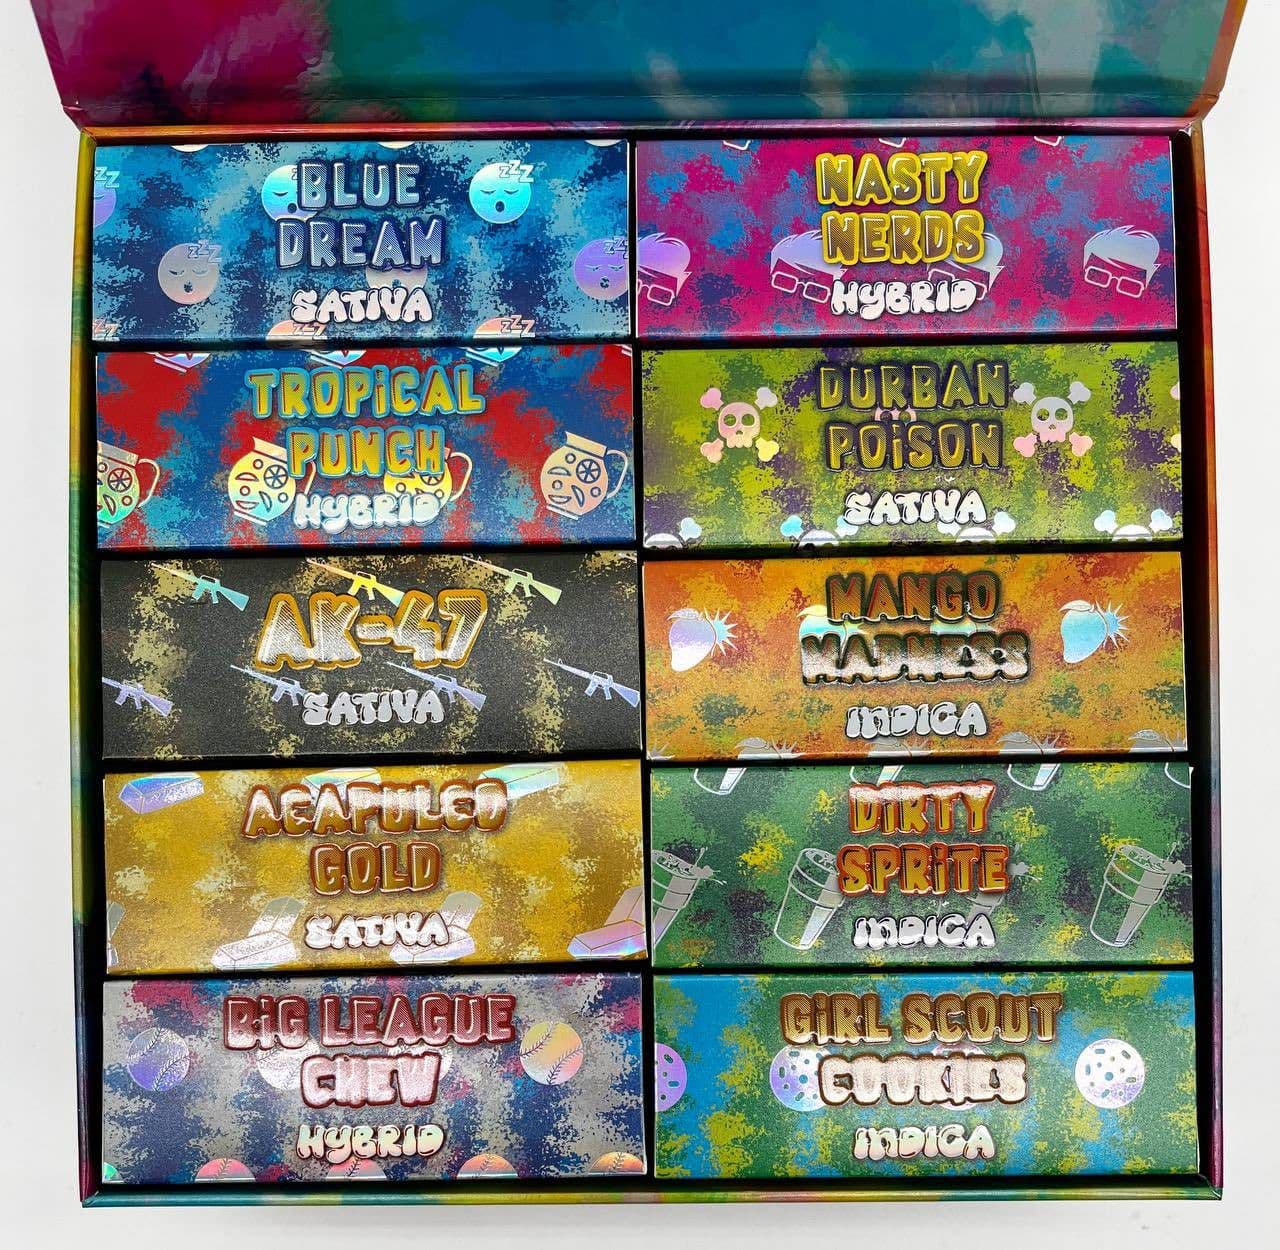 BLUE
DREAM
SATIVA
NASTY
NERDS
HYBRID
TROPiCAL
PUNCH
HYBRID
DURBAN
POiSON
SATIVA
AK-47
SATIVA
MANGO
MADNESS
INDICA
ACAPULCO
GOLD
SATIVA
DiRTY
SPRiTE
INDICA
BiG LEAGUE
CHEW
HYBRID
GiRL SCOUT
COOKiES
INDICA